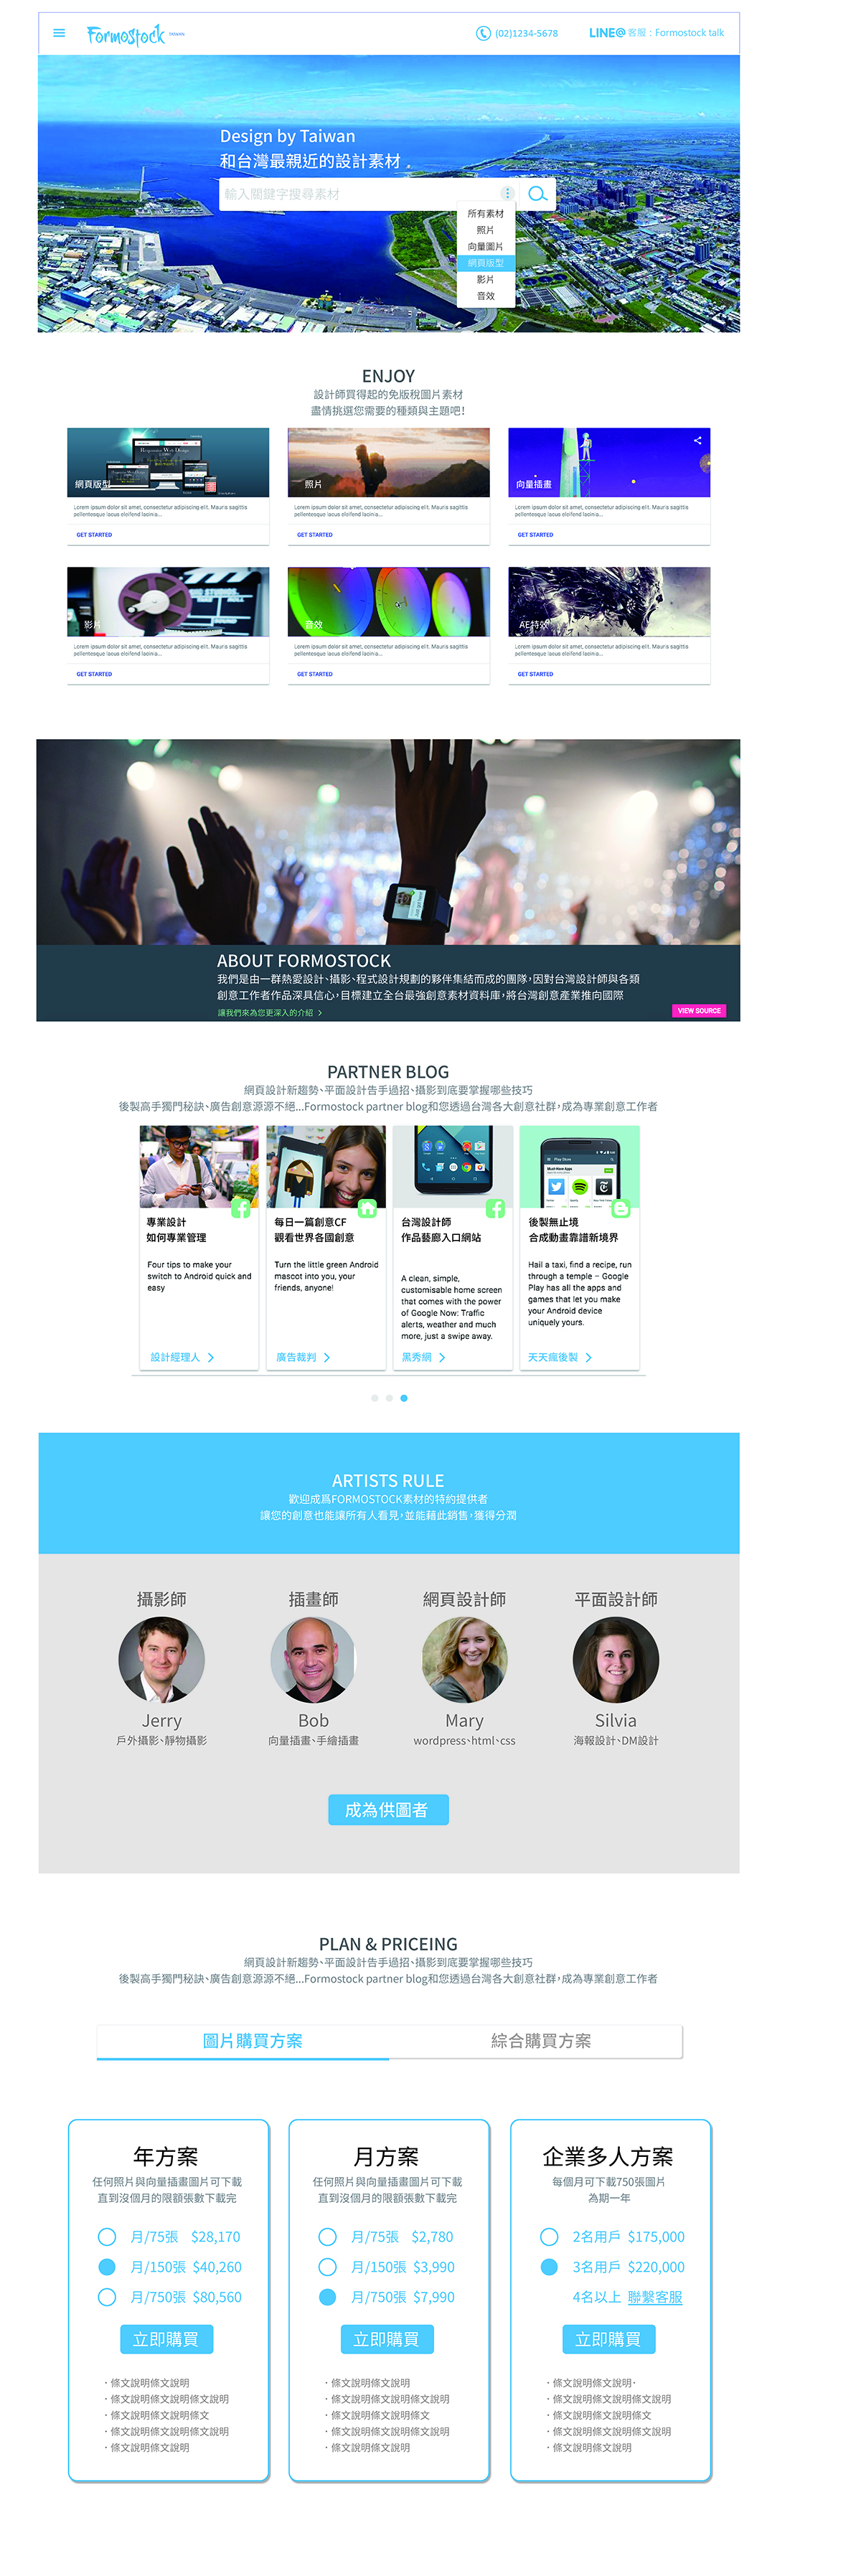 Formostock TAIWAN
(02)1234-5678
LINE@ 客服：Formostock talk
Design by Taiwan
和台灣最親近的設計素材 .
輸入關鍵字搜尋素材
所有素材
照片
向量圖片
網頁版型
影片
音效
ENJOY
設計師買得起的免版稅圖片素材
盡情挑選您需要的種類與主題吧！
網頁版型
照片
向量插畫
Lorem ipsum dolor sit amet, consectetur adipiscing elit. Mauris sagittis
pellentesque lacus eleifend lacinia...
GET STARTED
Lorem ipsum dolor sit amet, consectetur adipiscing elit. Mauris sagittis
pellentesque lacus eleifend lacinia...
GET STARTED
Lorem ipsum dolor sit amet, consectetur adipiscing elit. Mauris sagittis
pellentesque lacus eleifend lacinia...
GET STARTED
影片
音效
AE特效
Lorem ipsum dolor sit amet, consectetur adipiscing elit. Mauris sagittis
pellentesque lacus eleifend lacinia...
GET STARTED
Lorem ipsum dolor sit amet, consectetur adipiscing elit. Mauris sagittis
pellentesque lacus eleifend lacinia...
GET STARTED
Lorem ipsum dolor sit amet, consectetur adipiscing elit. Mauris sagittis
pellentesque lacus eleifend lacinia...
GET STARTED
ABOUT FORMOSTOCK
我們是由一群熱愛設計、攝影、程式設計規劃的夥伴集結而成的團隊，因對台灣設計師與各類
創意工作者作品深具信心，目標建立全台最強創意素材資料庫，將台灣創意產業推向國際
讓我們來為您更深入的介紹 >
VIEW SOURCE
PARTNER BLOG
網頁設計新趨勢、平面設計告手過招、攝影到底要掌握哪些技巧
後製高手獨門秘訣、廣告創意源源不絕...Formostock partner blog和您透過台灣各大創意社群，成為專業創意工作者
專業設計
如何專業管理
Four tips to make your
switch to Android quick and
easy
設計經理人 >
每日一篇創意CF
觀看世界各國創意
Turn the little green Android
mascot into you, your
friends, anyone!
廣告裁判 >
台灣設計師
作品藝廊入口網站
A clean, simple,
customisable home screen
that comes with the power
of Google Now: Traffic
alerts, weather and much
more, just a swipe away.
黑秀網 >
Play Store
Must-Have Apps
後製無止境
合成動畫靠譜新境界
Hail a taxi, find a recipe, run
through a temple – Google
Play has all the apps and
games that let you make
your Android device
uniquely yours.
天天瘋後製 >
ARTISTS RULE
歡迎成爲FORMOSTOCK素材的特約提供者
讓您的創意也能讓所有人看見，並能藉此銷售，獲得分潤
攝影師
插畫師
網頁設計師
平面設計師
Jerry
Bob
Mary
Silvia
戶外攝影、靜物攝影
向量插畫、手繪插畫
wordpress、html、css
海報設計、DM設計
成為供圖者
PLAN & PRICEING
網頁設計新趨勢、平面設計告手過招、攝影到底要掌握哪些技巧
後製高手獨門秘訣、廣告創意源源不絕...Formostock partner blog和您透過台灣各大創意社群，成為專業創意工作者
圖片購買方案
綜合購買方案
年方案
任何照片與向量插畫圖片可下載
直到沒個月的限額張數下載完
月/75張 $28,170
月/150張 $40,260
月/750張 $80,560
立即購買
・條文說明條文說明
・條文說明條文說明條文說明
・條文說明條文說明條文
・條文說明條文說明條文說明
・條文說明條文說明
月方案
任何照片與向量插畫圖片可下載
直到沒個月的限額張數下載完
月/75張 $2,780
月/150張 $3,990
月/750張 $7,990
立即購買
・條文說明條文說明
・條文說明條文說明條文說明
・條文說明條文說明條文
・條文說明條文說明條文說明
・條文說明條文說明
企業多人方案
每個月可下載750張圖片
為期一年
2名用戶 $175,000
3名用戶 $220,000
4名以上 聯繫客服
立即購買
・條文說明條文說明・
・條文說明條文說明條文說明
・條文說明條文說明條文
・條文說明條文說明條文說明
・條文說明條文說明